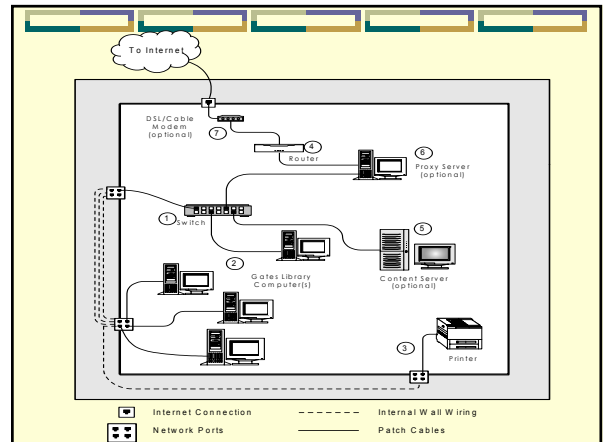 To Internet
DSL/Cable
Modem
(optional)
7
4
Router
6
Proxy Server
(optional)
1
Switch
2
Gates Library
Computer(s)
5
Content Server
(optional)
3
Printer
Internet Connection
Internal Wall Wiring
Network Ports
Patch Cables